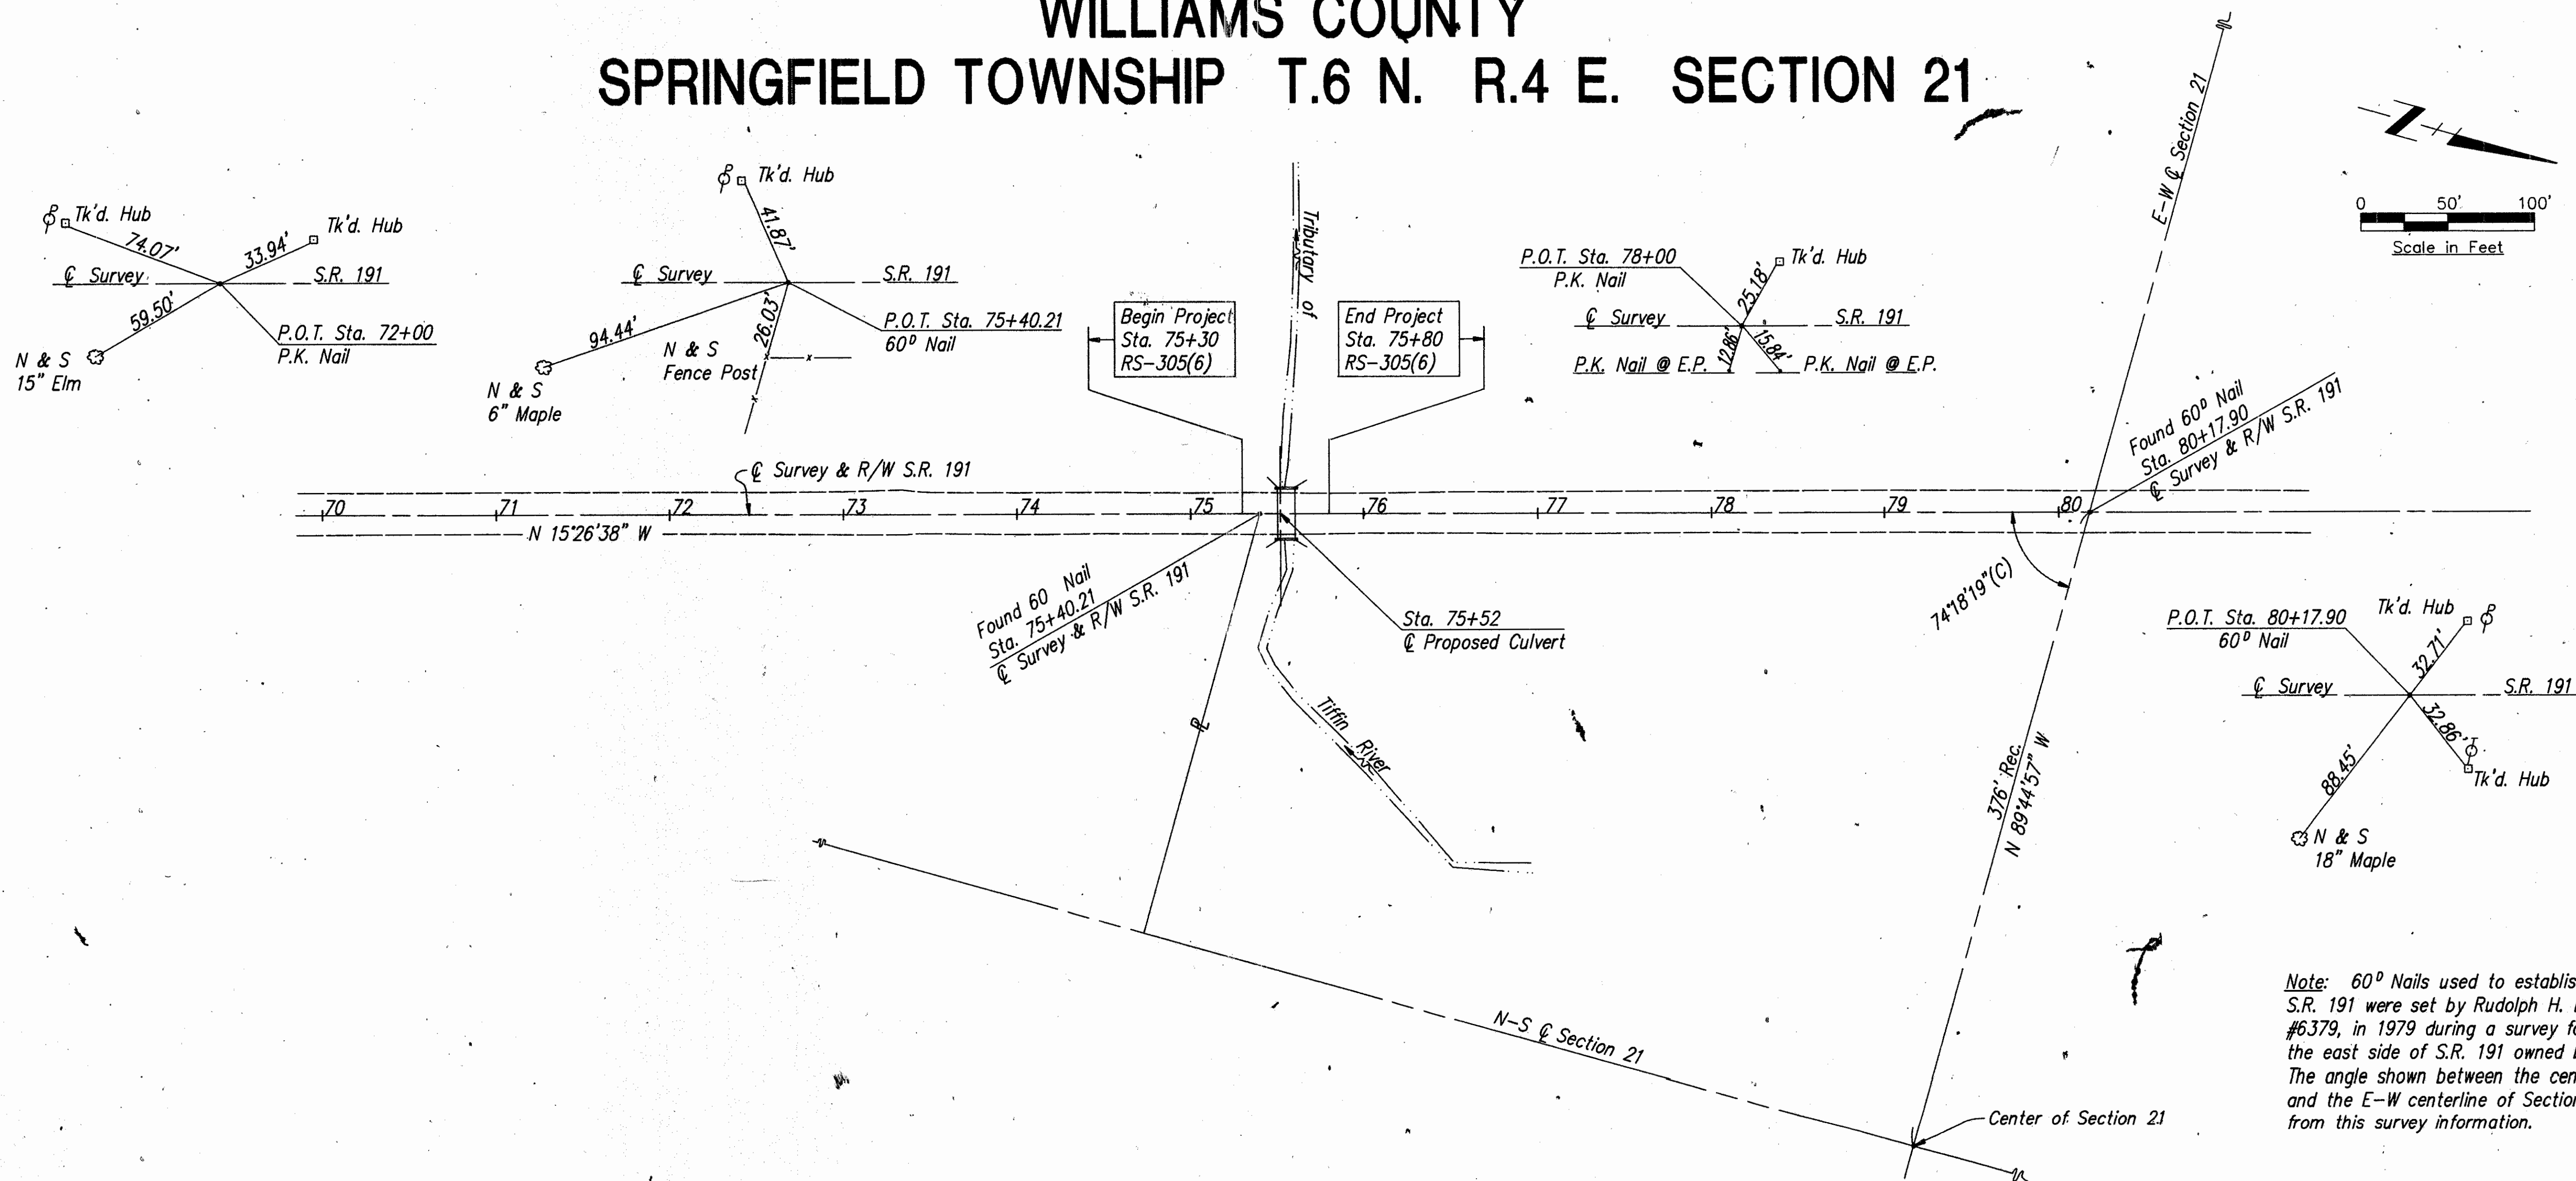 WILLIAMS COUNTY
SPRINGFIELD TOWNSHIP T.6 N. R.4 E. SECTION 21
Tk'd. Hub
74.07'
33.94'
Tk'd. Hub
℄ Survey
S.R. 191
59.50'
N & S
15" Elm
P.O.T. Sta. 72+00
P.K. Nail
Tk'd. Hub
41.87'
℄ Survey
S.R. 191
94.44'
26.03'
N & S
Fence Post
N & S
6" Maple
P.O.T. Sta. 75+40.21
60ᴰ Nail
Begin Project
Sta. 75+30
RS-305(6)
Tributary of
End Project
Sta. 75+80
RS-305(6)
P.O.T. Sta. 78+00
P.K. Nail
Tk'd. Hub
25.18'
℄ Survey
S.R. 191
12.86'
15.84'
P.K. Nail @ E.P.
P.K. Nail @ E.P.
E-W ℄ Section 21
0 50' 100'
Scale in Feet
℄ Survey & R/W S.R. 191
70 71 72 73 74 75 76 77 78 79 80
N 15°26'38" W
Found 60ᴰ Nail
Sta. 80+17.90
℄ Survey & R/W S.R. 191
Found 60 Nail
Sta. 75+40.21
℄ Survey & R/W S.R. 191
Sta. 75+52
℄ Proposed Culvert
74°18'19"(C)
P.O.T. Sta. 80+17.90
60ᴰ Nail
Tk'd. Hub
32.71'
℄ Survey
S.R. 191
32.86'
Tk'd. Hub
88.45'
N & S
18" Maple
Tiffin River
PL
376' Rec.
N 89°44'57" W
N-S ℄ Section 21
Center of Section 21
Note: 60ᴰ Nails used to establis
S.R. 191 were set by Rudolph H.
#6379, in 1979 during a survey fo
the east side of S.R. 191 owned
The angle shown between the cen
and the E-W centerline of Section
from this survey information.